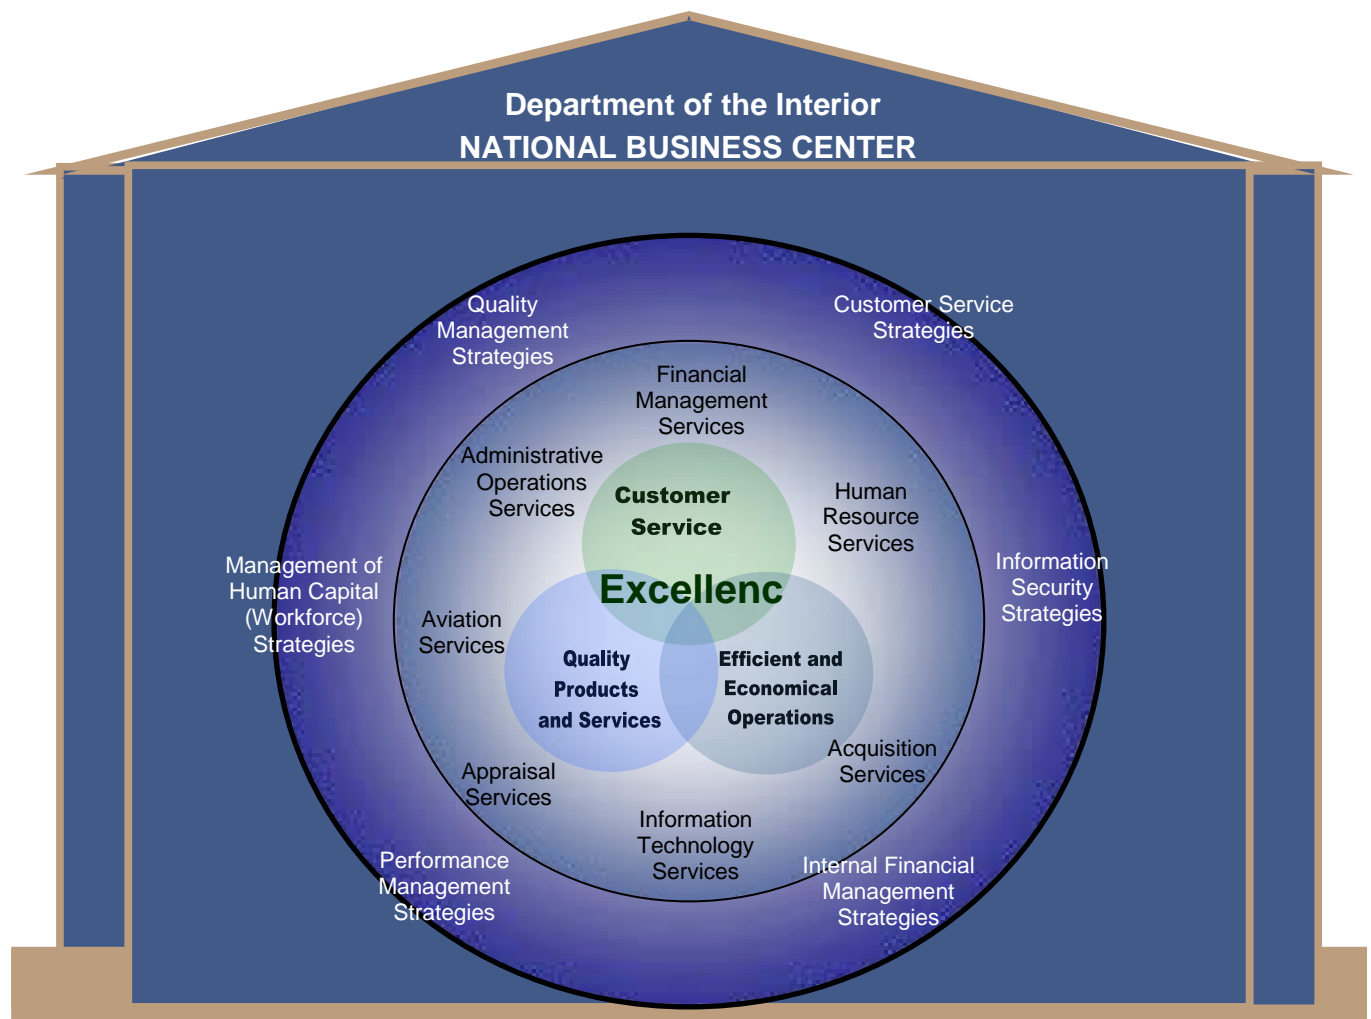 Department of the Interior
NATIONAL BUSINESS CENTER
Quality
Management
Strategies
Customer Service
Strategies
Financial
Management
Services
Administrative
Operations
Services
Customer
Service
Human
Resource
Services
Management of
Human Capital
(Workforce)
Strategies
Information
Security
Strategies
Excellenc
Aviation
Services
Quality
Products
and Services
Efficient and
Economical
Operations
Acquisition
Services
Appraisal
Services
Information
Technology
Services
Performance
Management
Strategies
Internal Financial
Management
Strategies